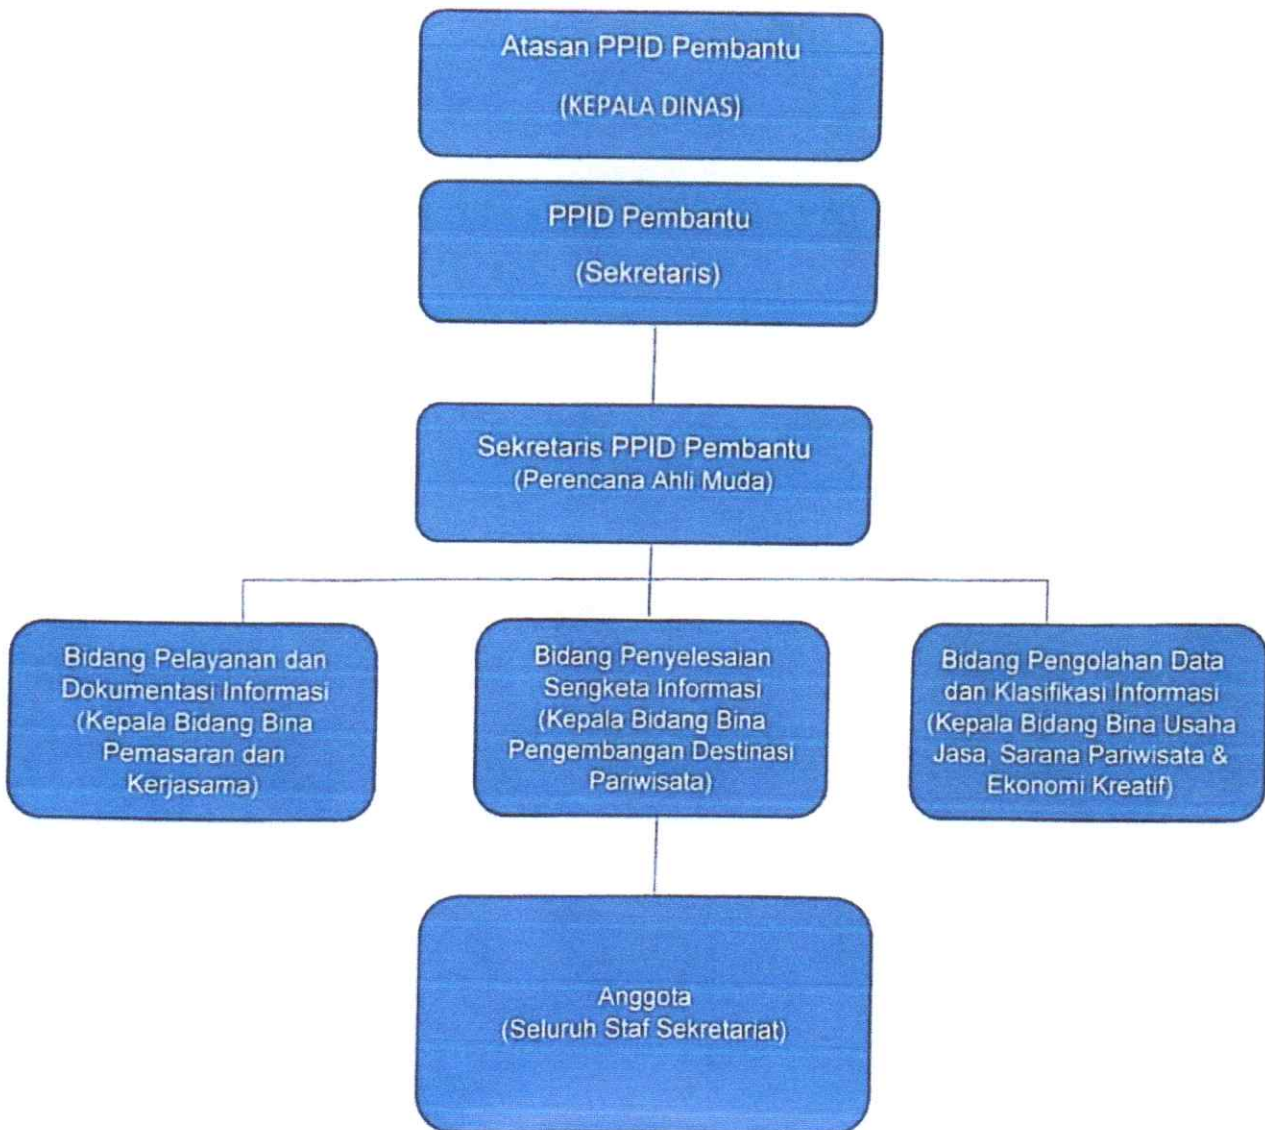 Atasan PPID Pembantu
(KEPALA DINAS)
PPID Pembantu
(Sekretaris)
Sekretaris PPID Pembantu
(Perencana Ahli Muda)
Bidang Pelayanan dan
Dokumentasi Informasi
(Kepala Bidang Bina
Pemasaran dan
Kerjasama)
Bidang Penyelesaian
Sengketa Informasi
(Kepala Bidang Bina
Pengembangan Destinasi
Pariwisata)
Bidang Pengolahan Data
dan Klasifikasi Informasi
(Kepala Bidang Bina Usaha
Jasa, Sarana Pariwisata &
Ekonomi Kreatif)
Anggota
(Seluruh Staf Sekretariat)